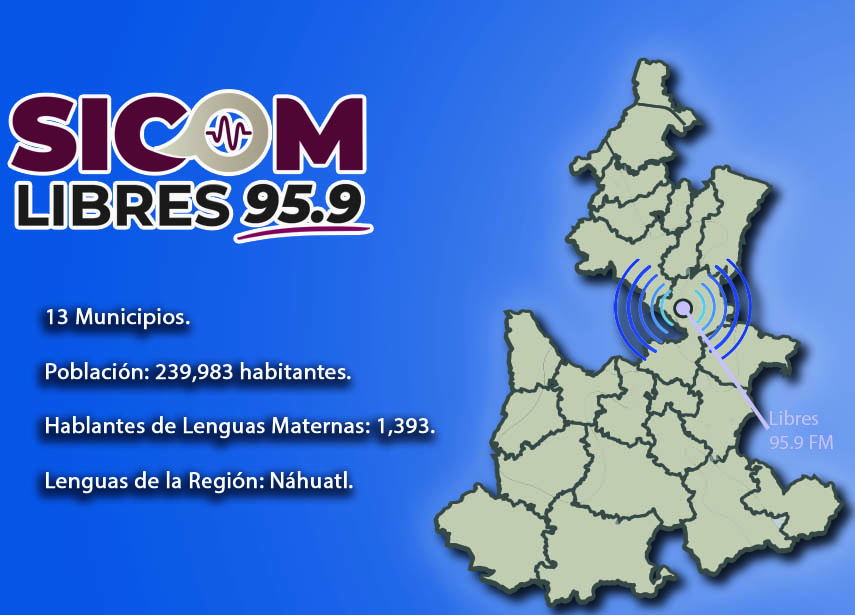 SICOM
LIBRES 95.9
13 Municipios.
Población: 239,983 habitantes.
Hablantes de Lenguas Maternas: 1,393.
Lenguas de la Región: Náhuatl.
Libres
95.9 FM